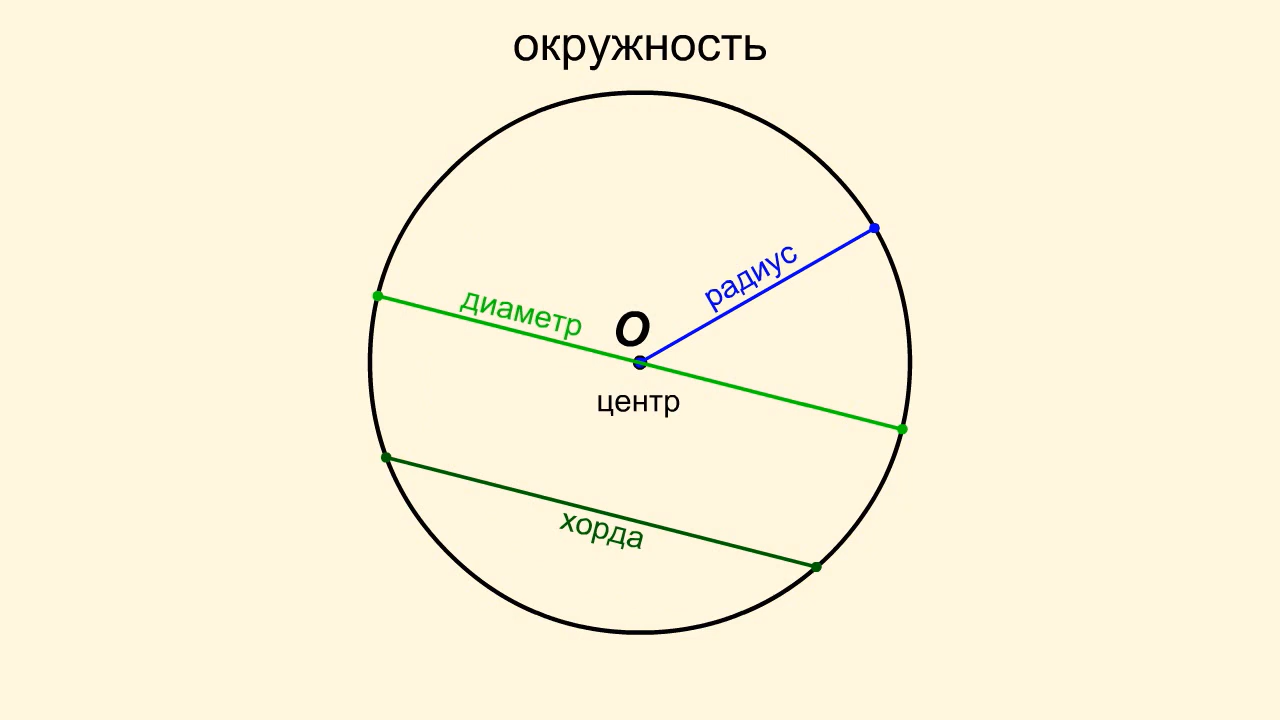 окружность
радиус
диаметр
O
центр
хорда